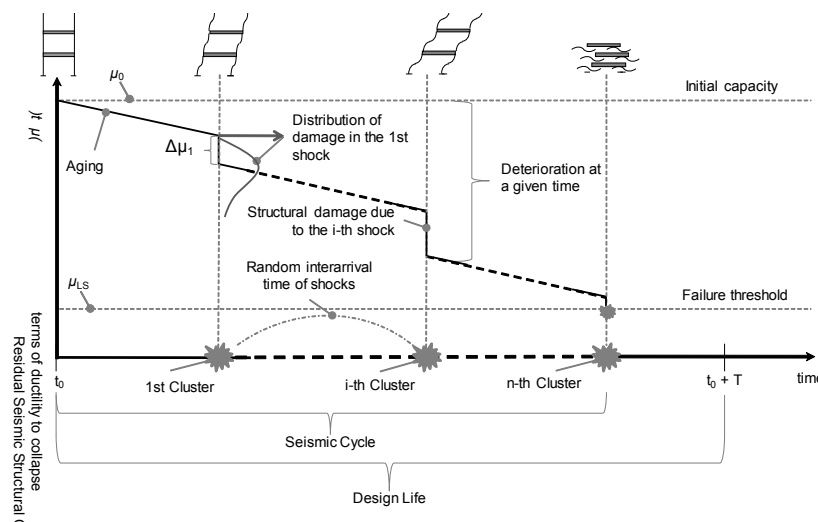 μ0
Initial capacity
)t μ(
Aging
Δμ1
Distribution of
damage in the 1st
shock
Deterioration at
a given time
Structural damage due
to the i-th shock
Random interarrival
time of shocks
μLS
Failure threshold
t0
1st Cluster
i-th Cluster
n-th Cluster
t0 + T
time
Seismic Cycle
Design Life
terms of ductility to collapse
Residual Seismic Structural